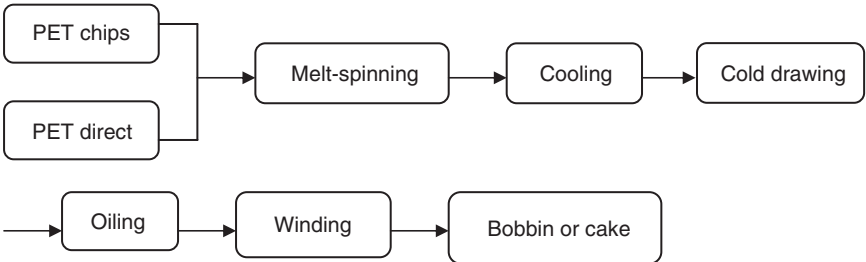 PET chips
PET direct
Melt-spinning
Cooling
Cold drawing
Oiling
Winding
Bobbin or cake